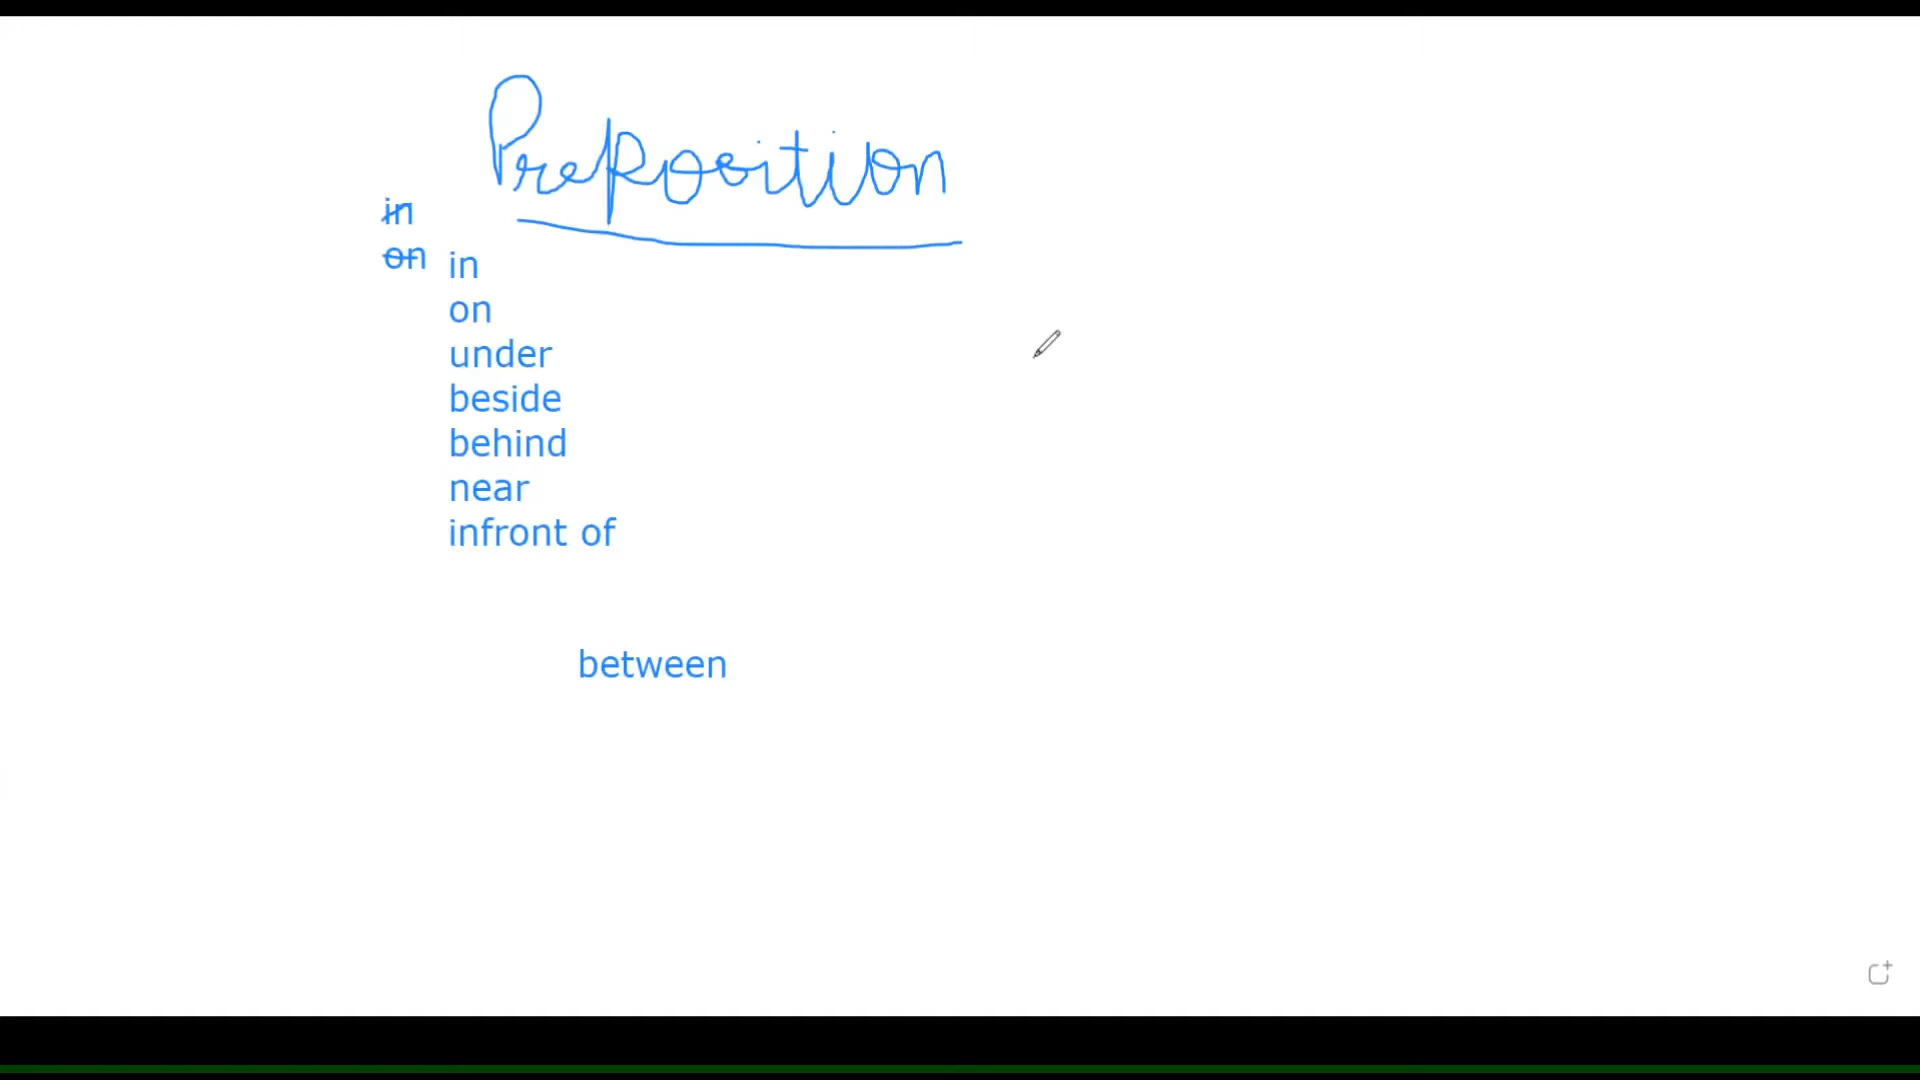 Preposition
in
on
in
on
under
beside
behind
near
infront of
between